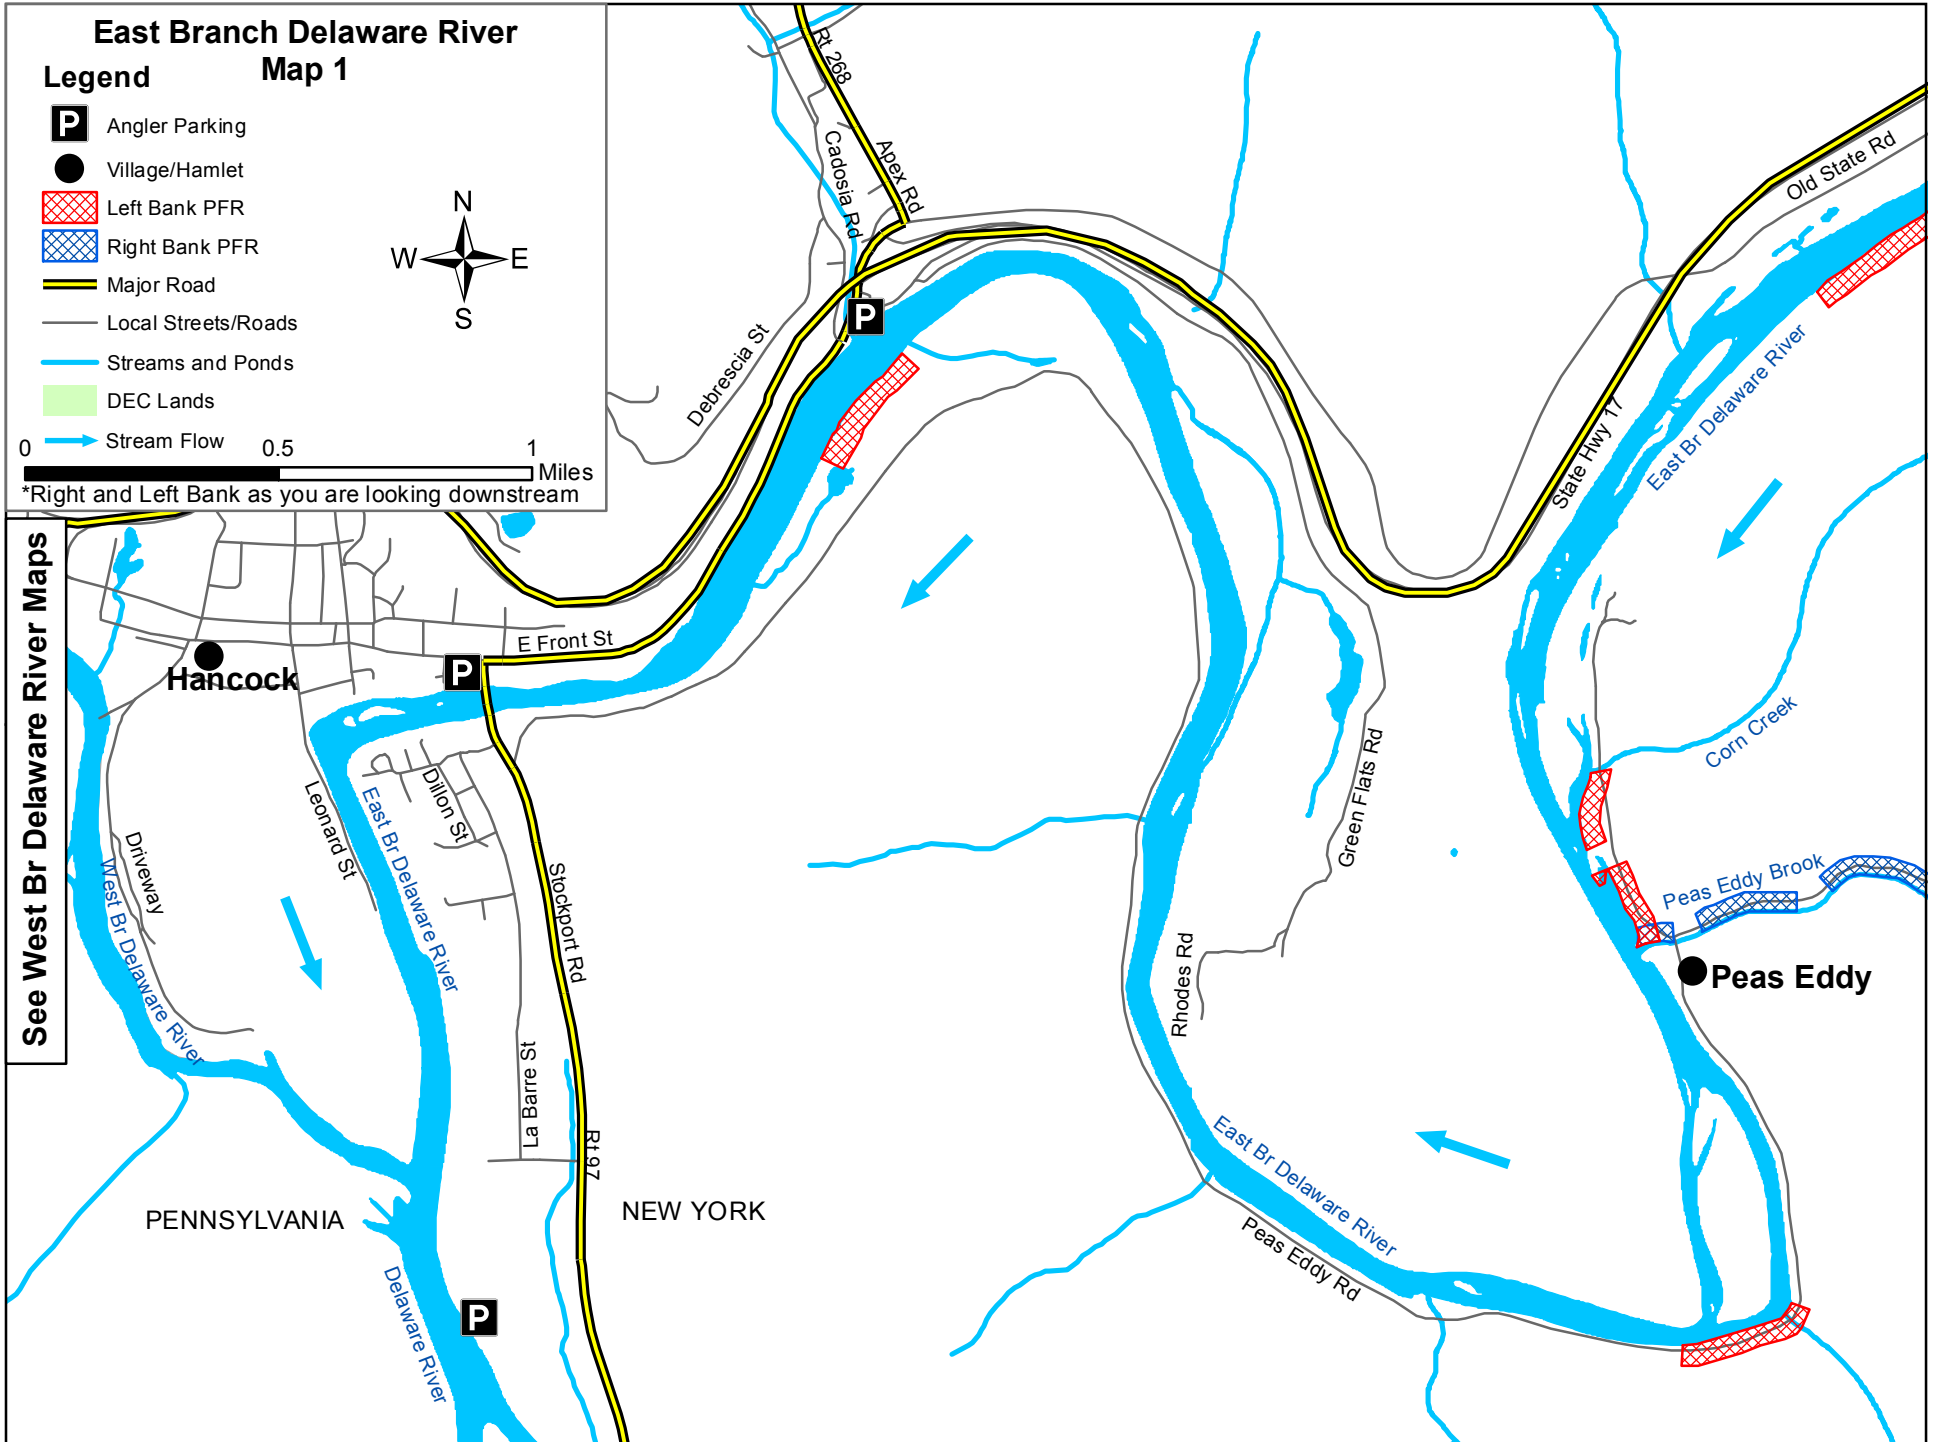 East Branch Delaware River
Map 1
Legend
P
Angler Parking
Village/Hamlet
Left Bank PFR
Right Bank PFR
Major Road
Local Streets/Roads
Streams and Ponds
DEC Lands
Stream Flow
N
W
E
S
0
0.5
1
Miles
*Right and Left Bank as you are looking downstream
See West Br Delaware River Maps
Rt 268
Apex Rd
Cadosia Rd
P
Debrescia St
Old State Rd
State Hwy 17
East Br Delaware River
E Front St
P
Hancock
Corn Creek
Leonard St
Dillon St
East Br Delaware River
Driveway
West Br Delaware River
Stockport Rd
Green Flats Rd
Peas Eddy Brook
Peas Eddy
Rhodes Rd
La Barre St
Rt 97
East Br Delaware River
Peas Eddy Rd
PENNSYLVANIA
NEW YORK
Delaware River
P